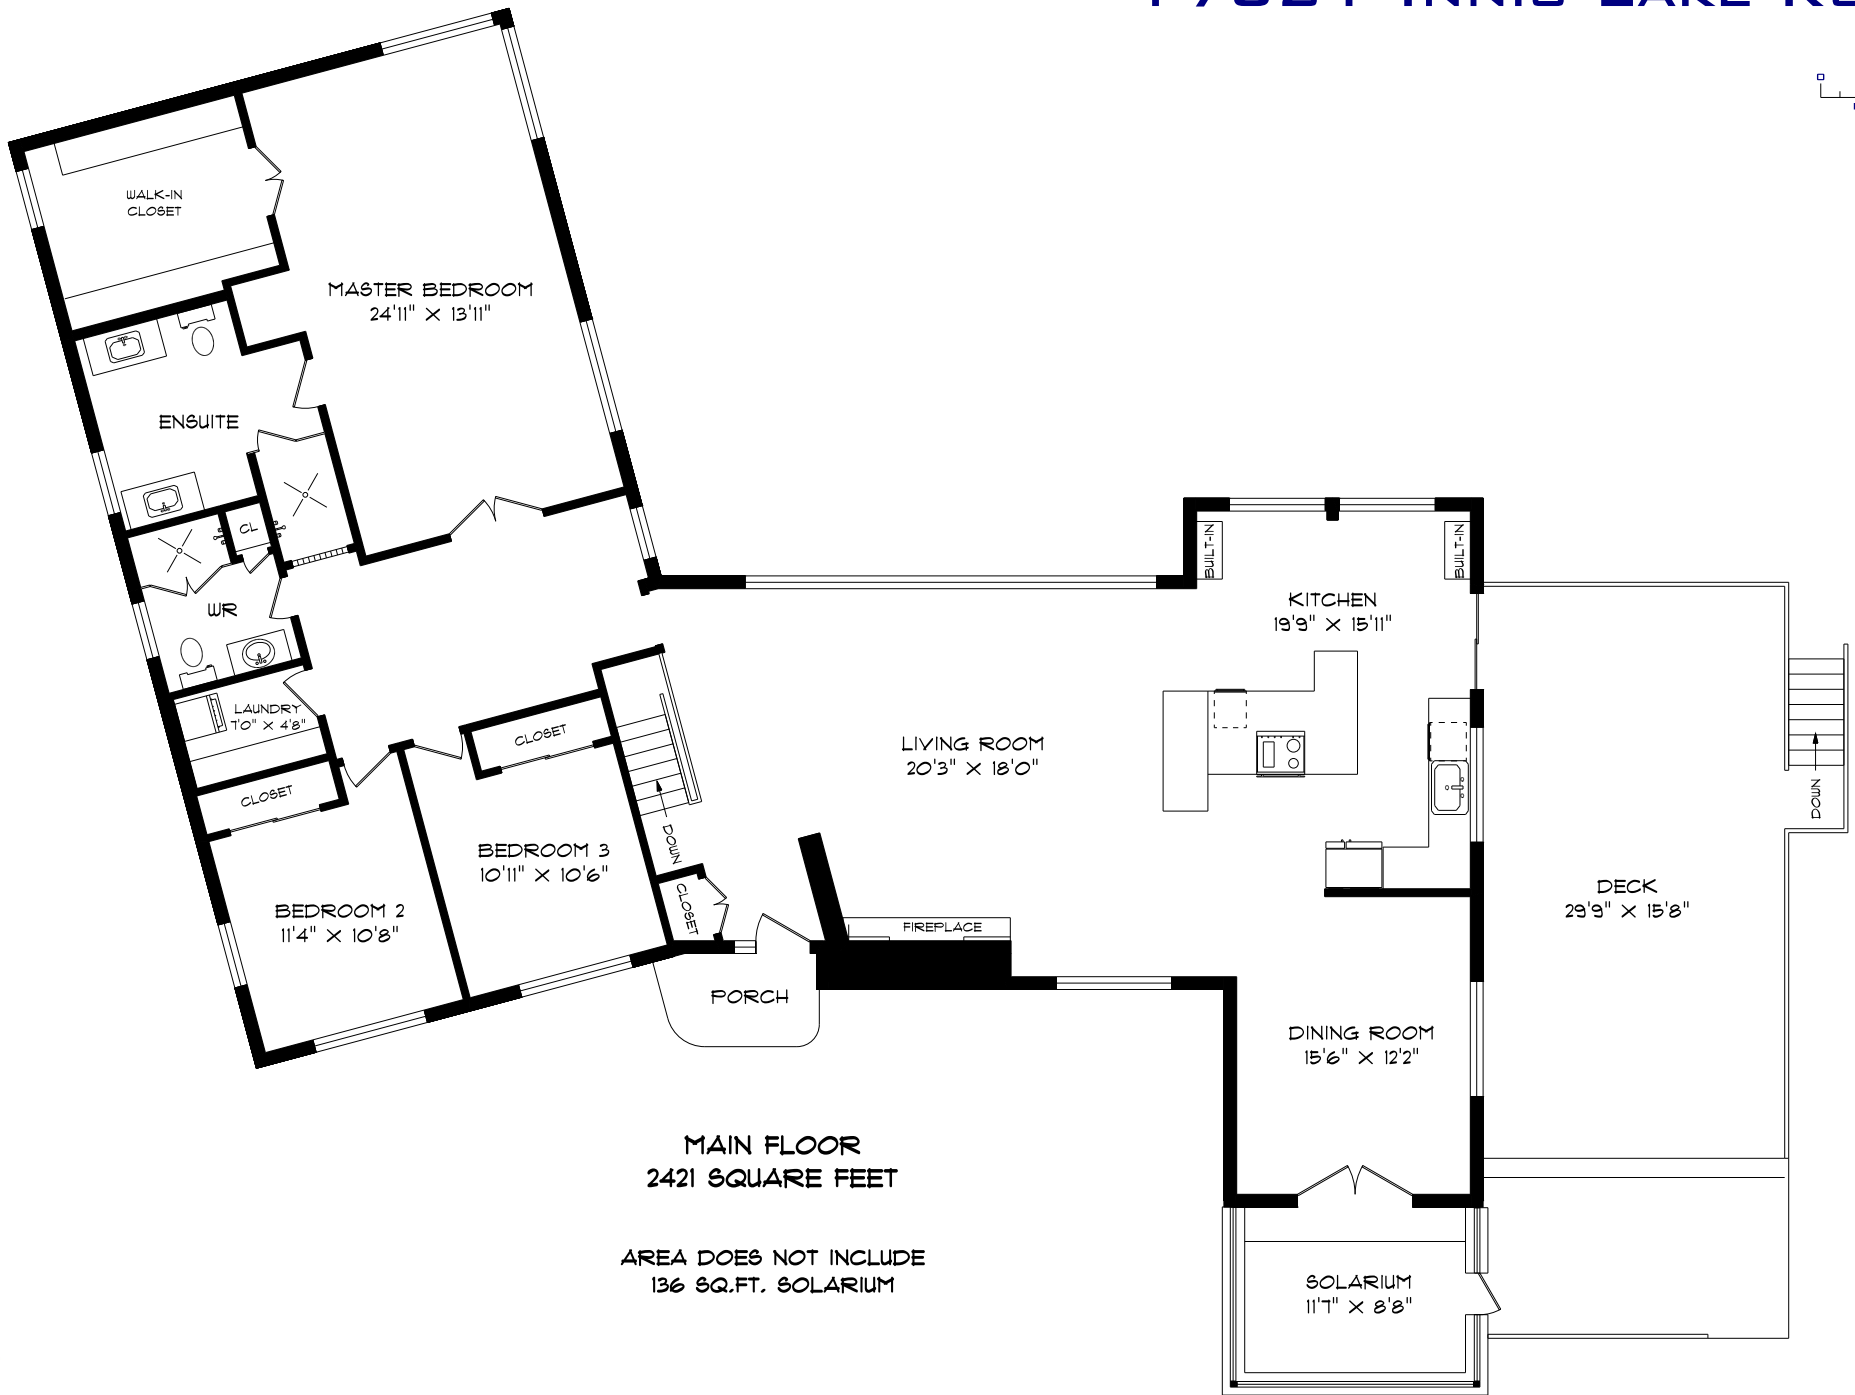 INNIS LAKE
WALK-IN
CLOSET
MASTER BEDROOM
24'11" X 13'11"
ENSUITE
CL
WR
LAUNDRY
7'0" X 4'8"
CLOSET
CLOSET
BEDROOM 2
11'4" X 10'8"
BEDROOM 3
10'11" X 10'6"
DOWN
CLOSET
PORCH
LIVING ROOM
20'3" X 18'0"
FIREPLACE
BUILT-IN
BUILT-IN
KITCHEN
19'9" X 15'11"
DINING ROOM
15'6" X 12'2"
DECK
29'9" X 15'8"
DOWN
SOLARIUM
11'7" X 8'8"
MAIN FLOOR
2421 SQUARE FEET
AREA DOES NOT INCLUDE
136 SQ.FT. SOLARIUM